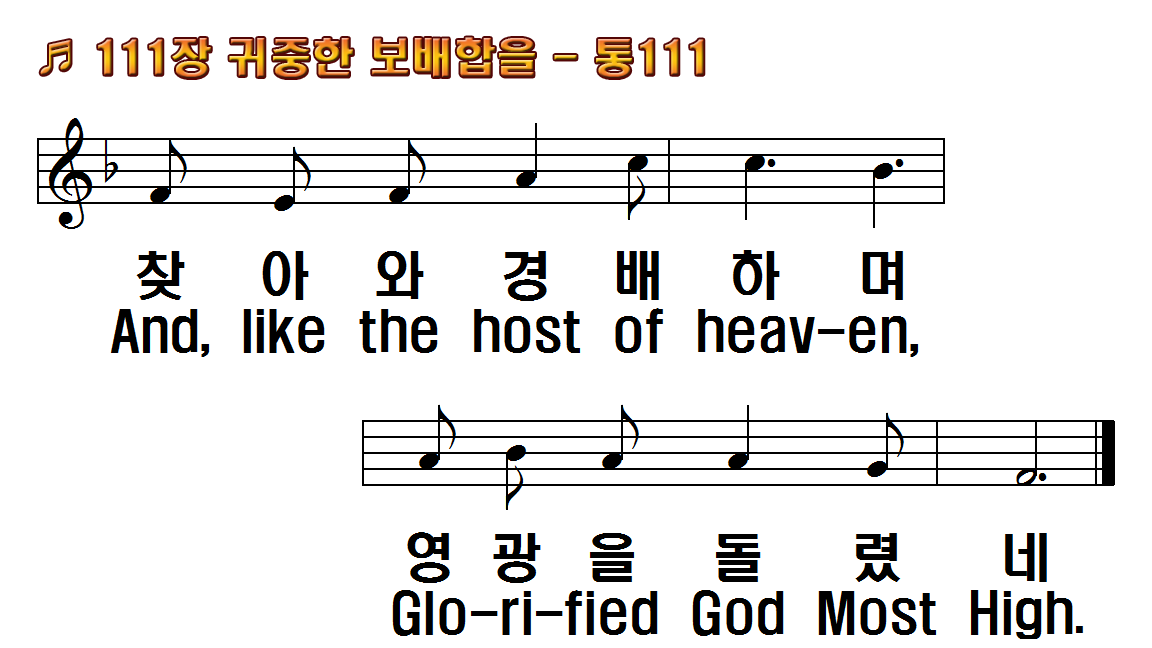 111장 귀중한 보배합을 - 통111
찾 아 와 경 배 하 며
And, like the host of heav-en,
영 광 을 돌 렸 네
Glo-ri-fied God Most High.